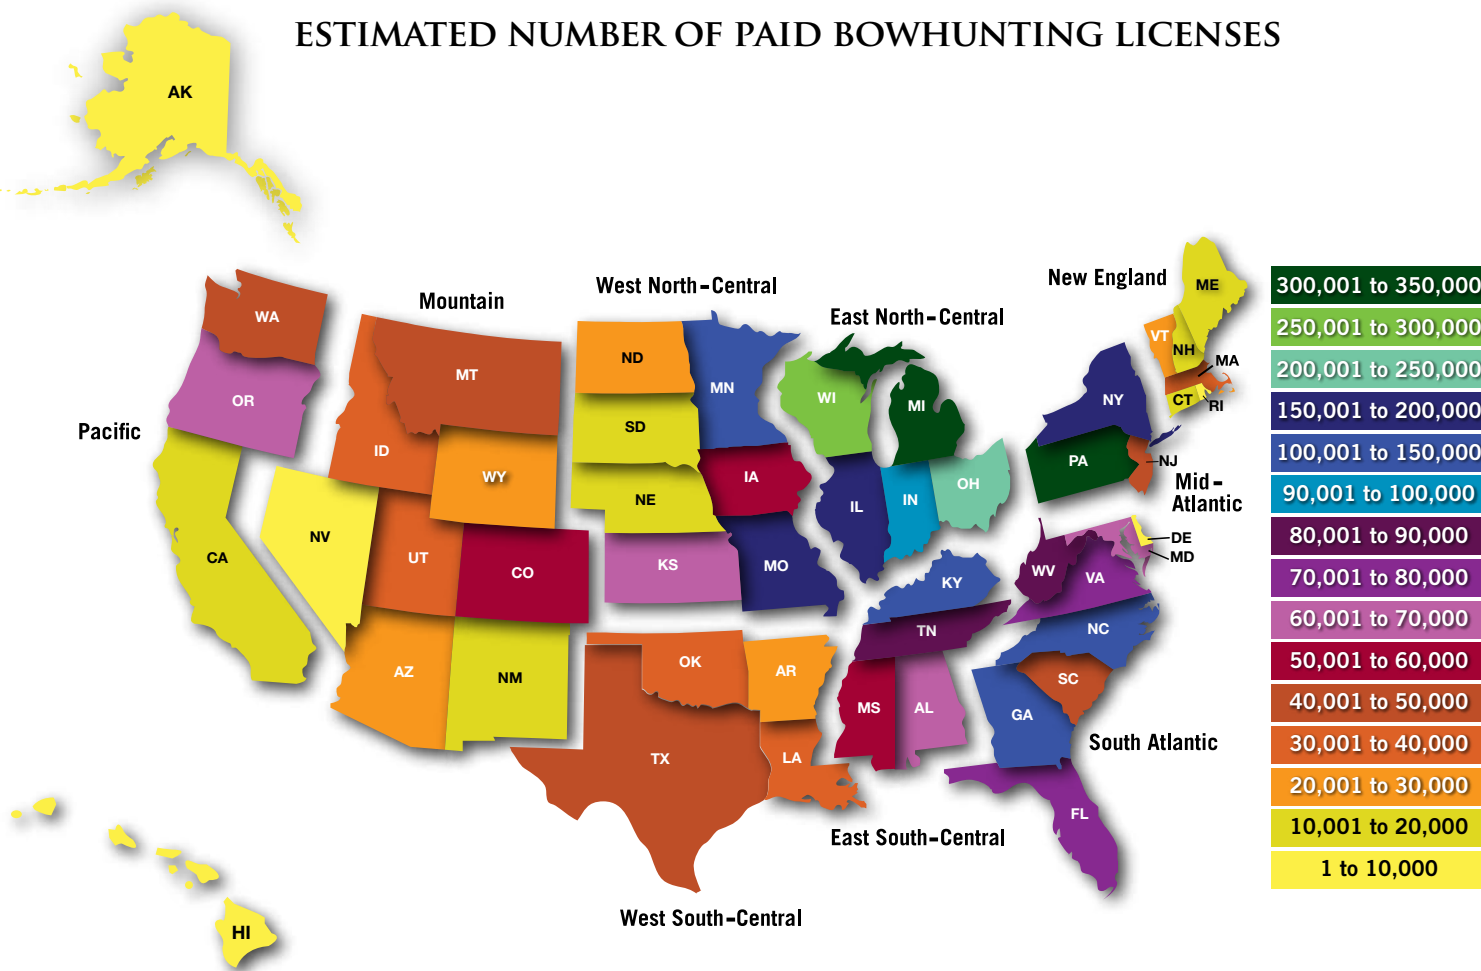 ESTIMATED NUMBER OF PAID BOWHUNTING LICENSES
AK
Pacific
WA
OR
CA
NV
HI
Mountain
MT
ID
WY
UT
CO
AZ
NM
West North-Central
ND
MN
SD
IA
NE
KS
MO
East North-Central
WI
MI
IL
IN
OH
New England
ME
VT
NH
MA
CT
RI
NY
PA
NJ
Mid-
Atlantic
DE
MD
WV
VA
NC
SC
GA
FL
South Atlantic
KY
TN
MS
AL
East South-Central
OK
AR
TX
LA
West South-Central
300,001 to 350,000
250,001 to 300,000
200,001 to 250,000
150,001 to 200,000
100,001 to 150,000
90,001 to 100,000
80,001 to 90,000
70,001 to 80,000
60,001 to 70,000
50,001 to 60,000
40,001 to 50,000
30,001 to 40,000
20,001 to 30,000
10,001 to 20,000
1 to 10,000